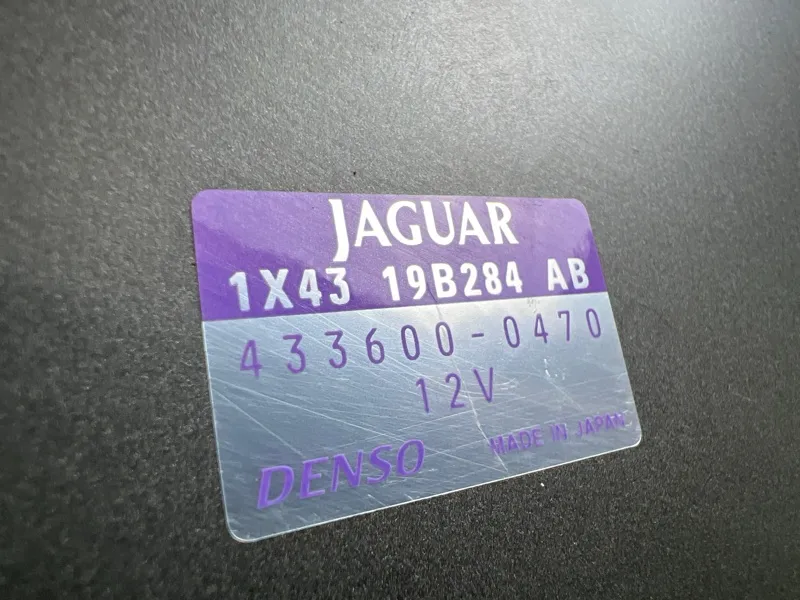 JAGUAR
1X43 19B284 AB
433600-0470
12V
DENSO MADE IN JAPAN